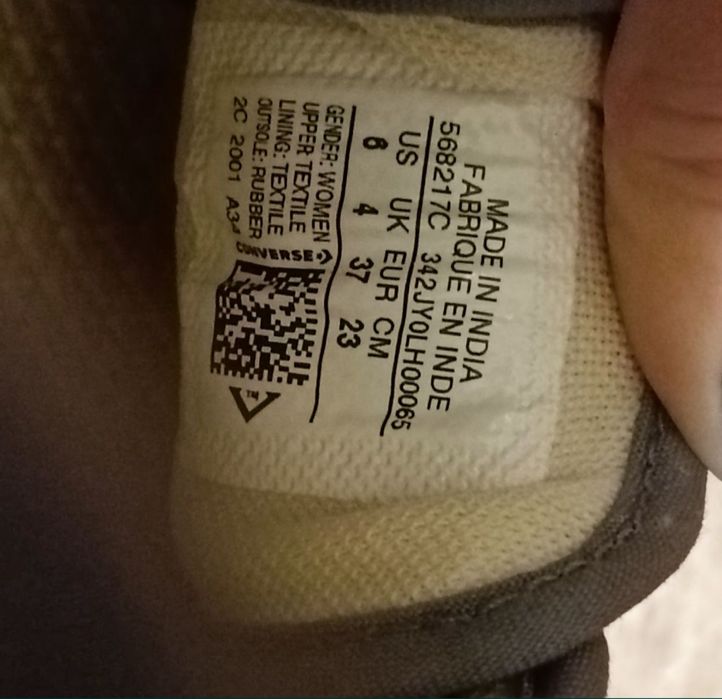 MADE IN INDIA
FABRIQUE EN INDE
568217C 342JY0LH00065
US UK EUR CM
6 4 37 23
GENDER: WOMEN
UPPER TEXTILE
LINING: TEXTILE
OUTSOLE: RUBBER
2C 2001
CONVERSE
TM